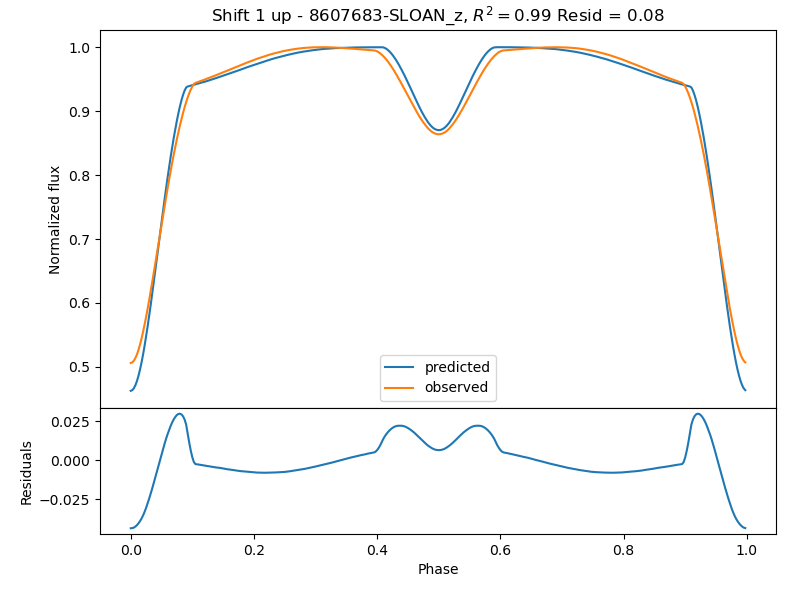 Shift 1 up - 8607683-SLOAN_z, $R^2 = 0.99$ Resid = 0.08
Normalized flux
1.0
0.9
0.8
0.7
0.6
0.5
predicted
observed
Residuals
0.025
0.000
−0.025
0.0 0.2 0.4 0.6 0.8 1.0
Phase